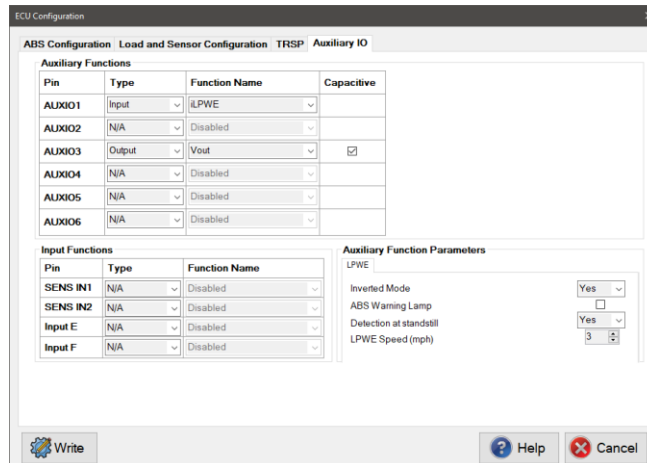 ECU Configuration
ABS Configuration Load and Sensor Configuration TRSP Auxiliary IO
Auxiliary Functions
Pin Type Function Name Capacitive
AUXIO1 Input iLPWE
AUXIO2 N/A Disabled
AUXIO3 Output Vout
AUXIO4 N/A Disabled
AUXIO5 N/A Disabled
AUXIO6 N/A Disabled
Input Functions
Pin Type Function Name
SENS IN1 N/A Disabled
SENS IN2 N/A Disabled
Input E N/A Disabled
Input F N/A Disabled
Auxiliary Function Parameters
LPWE
Inverted Mode Yes
ABS Warning Lamp
Detection at standstill Yes
LPWE Speed (mph) 3
Write Help Cancel